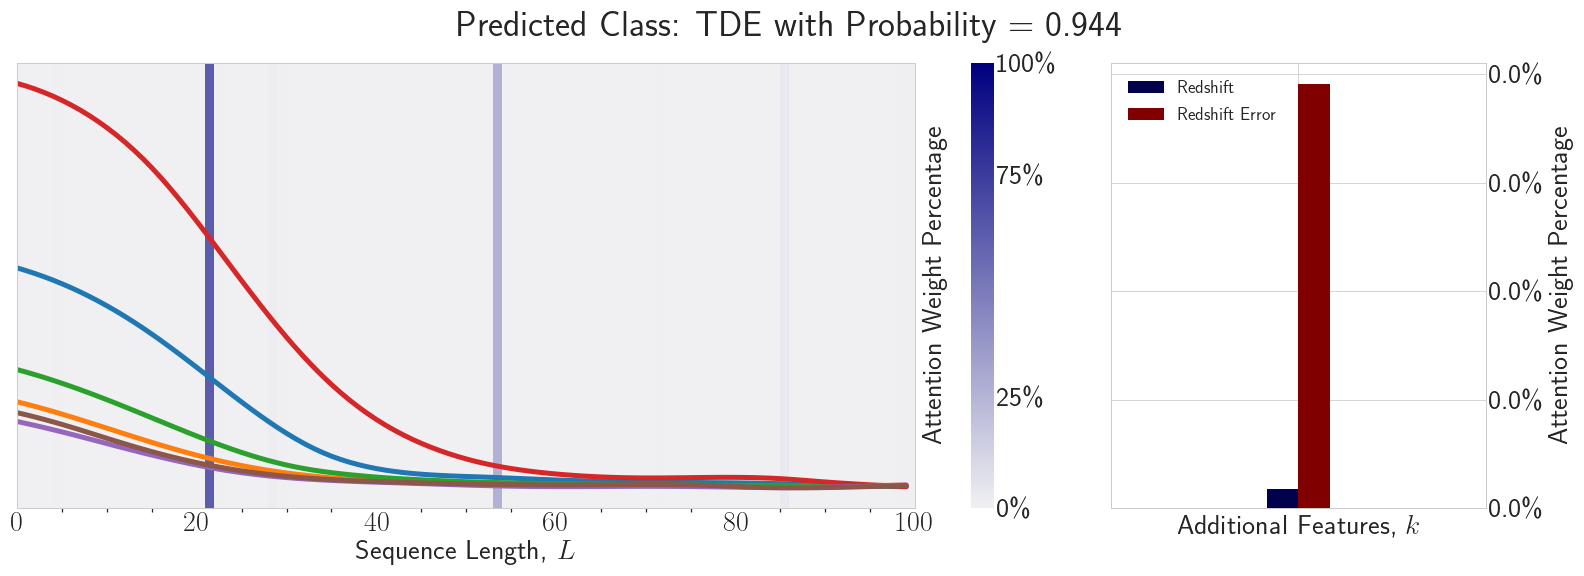 Predicted Class: TDE with Probability = 0.944
0
20
40
60
80
100
Sequence Length, L
100%
75%
25%
0%
Attention Weight Percentage
Redshift
Redshift Error
0.0%
0.0%
0.0%
0.0%
0.0%
Attention Weight Percentage
Additional Features, k